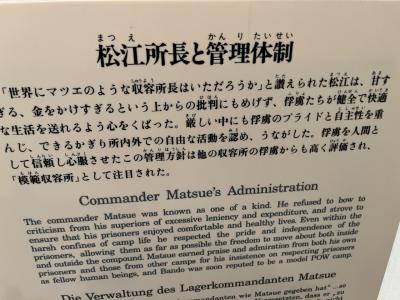 まつえ かんりたいせい
松江所長と管理体制
「世界にマツエのような収容所長はいただろうか」と讃えられた松江は、甘す
ぎる、金をかけすぎるという上からの批判にもめげず、俘虜たちが健全で快適
な生活を送れるよう心をくばった。厳しい中にも俘虜のプライドと自主性を重
んじ、できるかぎり所内外での自由な活動を認め、うながした。俘虜を人間と
して信頼し心服させたこの管理方針は他の収容所の俘虜からも高く評価され、
「模範収容所」として注目された。
Commander Matsue's Administration
The commander Matsue was known as one of a kind. He refused to bow to
criticism from his superiors of excessive leniency and expenditure, and strove to
ensure that his prisoners enjoyed comfortable and healthy lives. Even within the
harsh confines of camp life he respected the pride and independence of the
prisoners, allowing them as far as possible the freedom to move about both inside
and outside the compound. Matsue earned praise and admiration from both his own
prisoners and those from other camps for his insistence on respecting prisoners
as fellow human beings, and Bando was soon reputed to be a model POW camp.
Die Verwaltung des Lagerkommandanten Matsue
wie Matsue gegeben hat" ...so